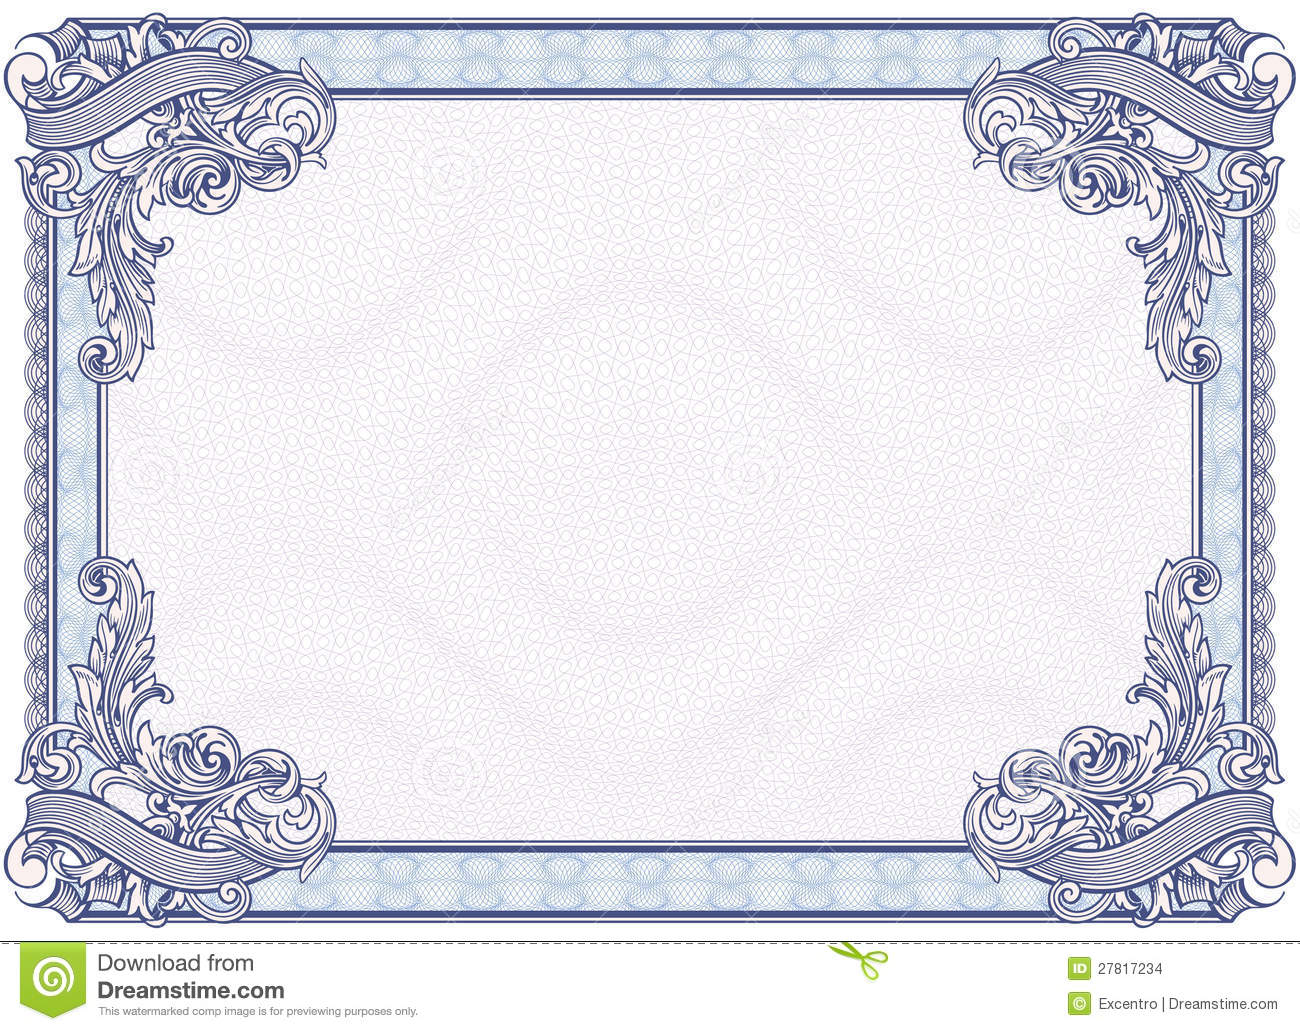 Download from
Dreamstime.com
This watermarked comp image is for previewing purposes only.
ID 27817234
© Excentro | Dreamstime.com